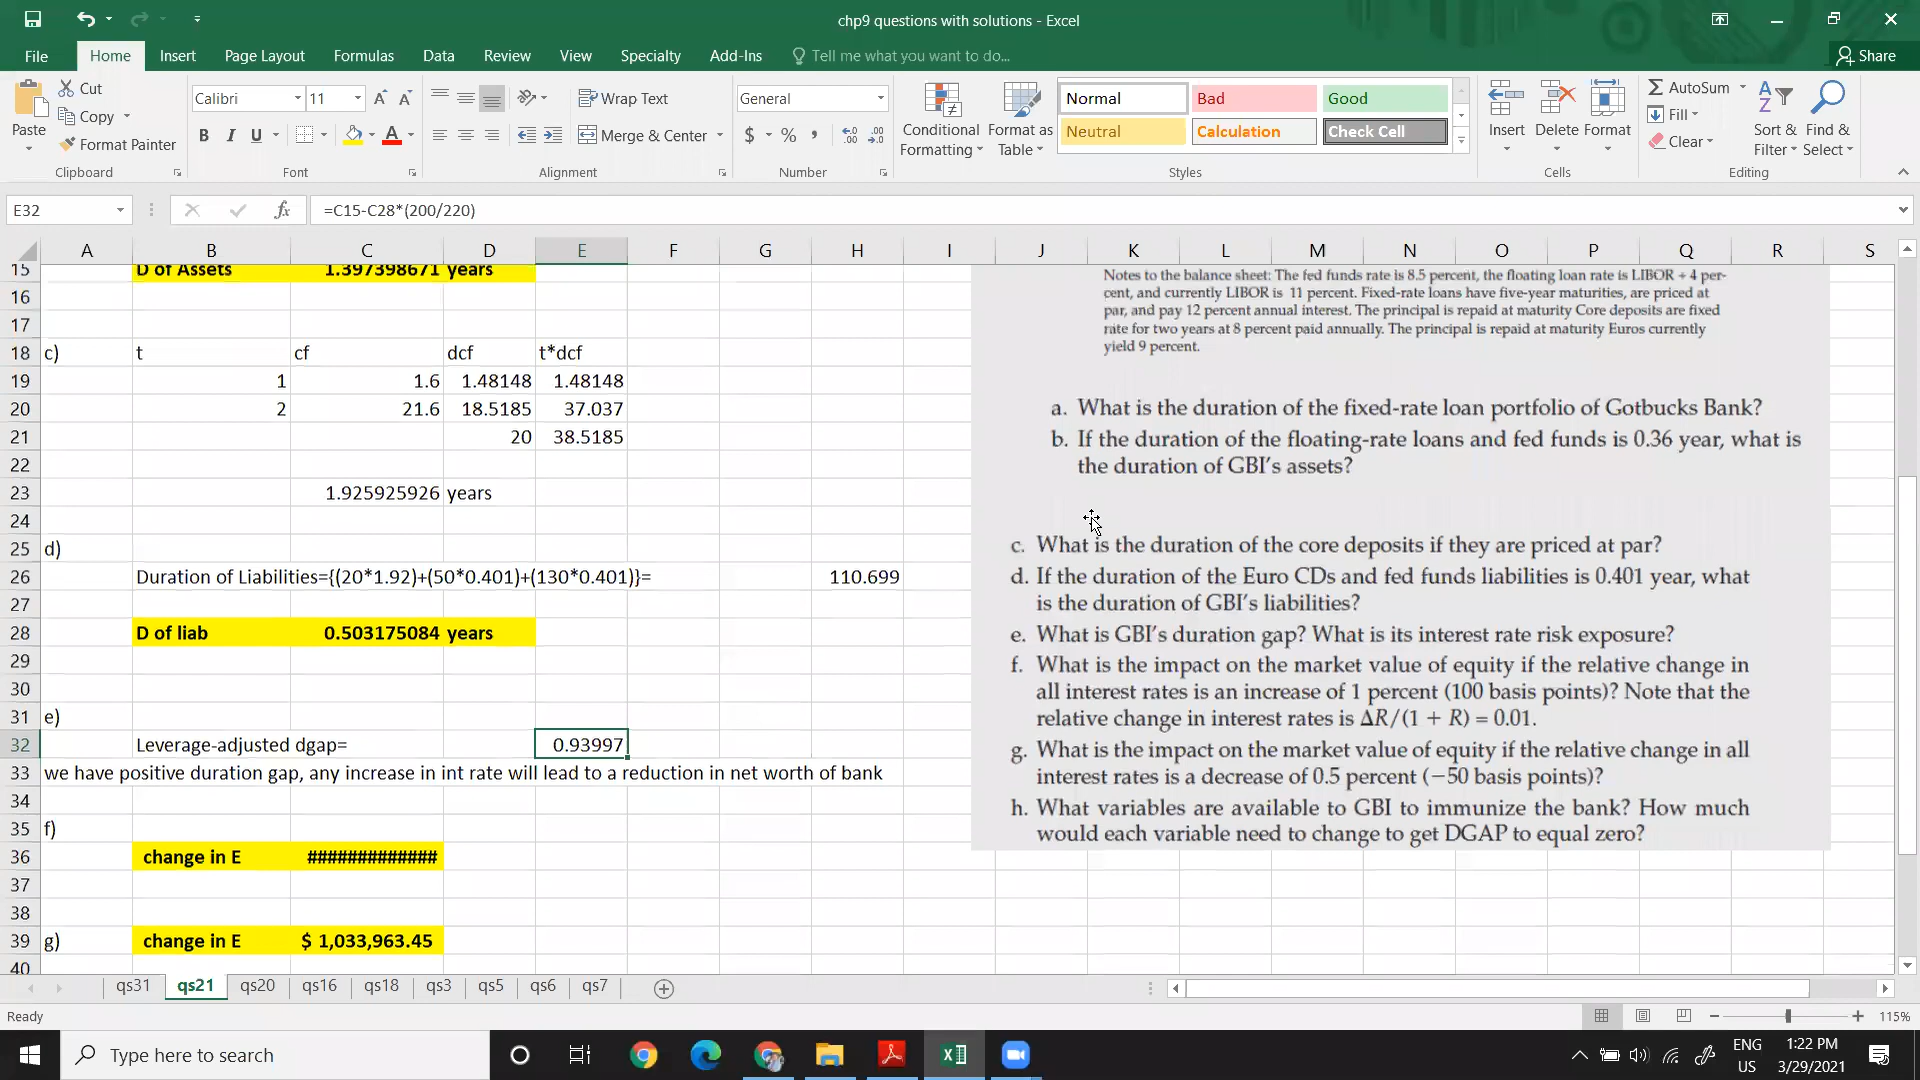 chp9 questions with solutions - Excel
File Home Insert Page Layout Formulas Data Review View Specialty Add-Ins Tell me what you want to do... Share
Paste
Cut
Copy
Format Painter
Clipboard
Calibri 11
B I U
Font
Wrap Text
Merge & Center
Alignment
General
$ % ,
Number
Conditional Formatting
Format as Table
Normal Bad Good
Neutral Calculation Check Cell
Styles
Insert Delete Format
Cells
AutoSum
Fill
Clear
Sort & Filter
Find & Select
Editing
E32 fx =C15-C28*(200/220)
A B C D E F G H I J K L M N O P Q R S
15 D of Assets 1.397398671 years
16
17
18 c) t cf dcf t*dcf
19 1 1.6 1.48148 1.48148
20 2 21.6 18.5185 37.037
21 20 38.5185
22
23 1.925925926 years
24
25 d)
26 Duration of Liabilities={(20*1.92)+(50*0.401)+(130*0.401)}= 110.699
27
28 D of liab 0.503175084 years
29
30
31 e)
32 Leverage-adjusted dgap= 0.93997
33 we have positive duration gap, any increase in int rate will lead to a reduction in net worth of bank
34
35 f)
36 change in E #############
37
38
39 g) change in E $ 1,033,963.45
40
Notes to the balance sheet: The fed funds rate is 8.5 percent, the floating loan rate is LIBOR + 4 per-
cent, and currently LIBOR is 11 percent. Fixed-rate loans have five-year maturities, are priced at
par, and pay 12 percent annual interest. The principal is repaid at maturity Core deposits are fixed
rate for two years at 8 percent paid annually. The principal is repaid at maturity Euros currently
yield 9 percent.
a. What is the duration of the fixed-rate loan portfolio of Gotbucks Bank?
b. If the duration of the floating-rate loans and fed funds is 0.36 year, what is
the duration of GBI's assets?
c. What is the duration of the core deposits if they are priced at par?
d. If the duration of the Euro CDs and fed funds liabilities is 0.401 year, what
is the duration of GBI's liabilities?
e. What is GBI's duration gap? What is its interest rate risk exposure?
f. What is the impact on the market value of equity if the relative change in
all interest rates is an increase of 1 percent (100 basis points)? Note that the
relative change in interest rates is ΔR/(1 + R) = 0.01.
g. What is the impact on the market value of equity if the relative change in all
interest rates is a decrease of 0.5 percent (−50 basis points)?
h. What variables are available to GBI to immunize the bank? How much
would each variable need to change to get DGAP to equal zero?
qs31 qs21 qs20 qs16 qs18 qs3 qs5 qs6 qs7
Ready 115%
Type here to search
ENG
US
1:22 PM
3/29/2021